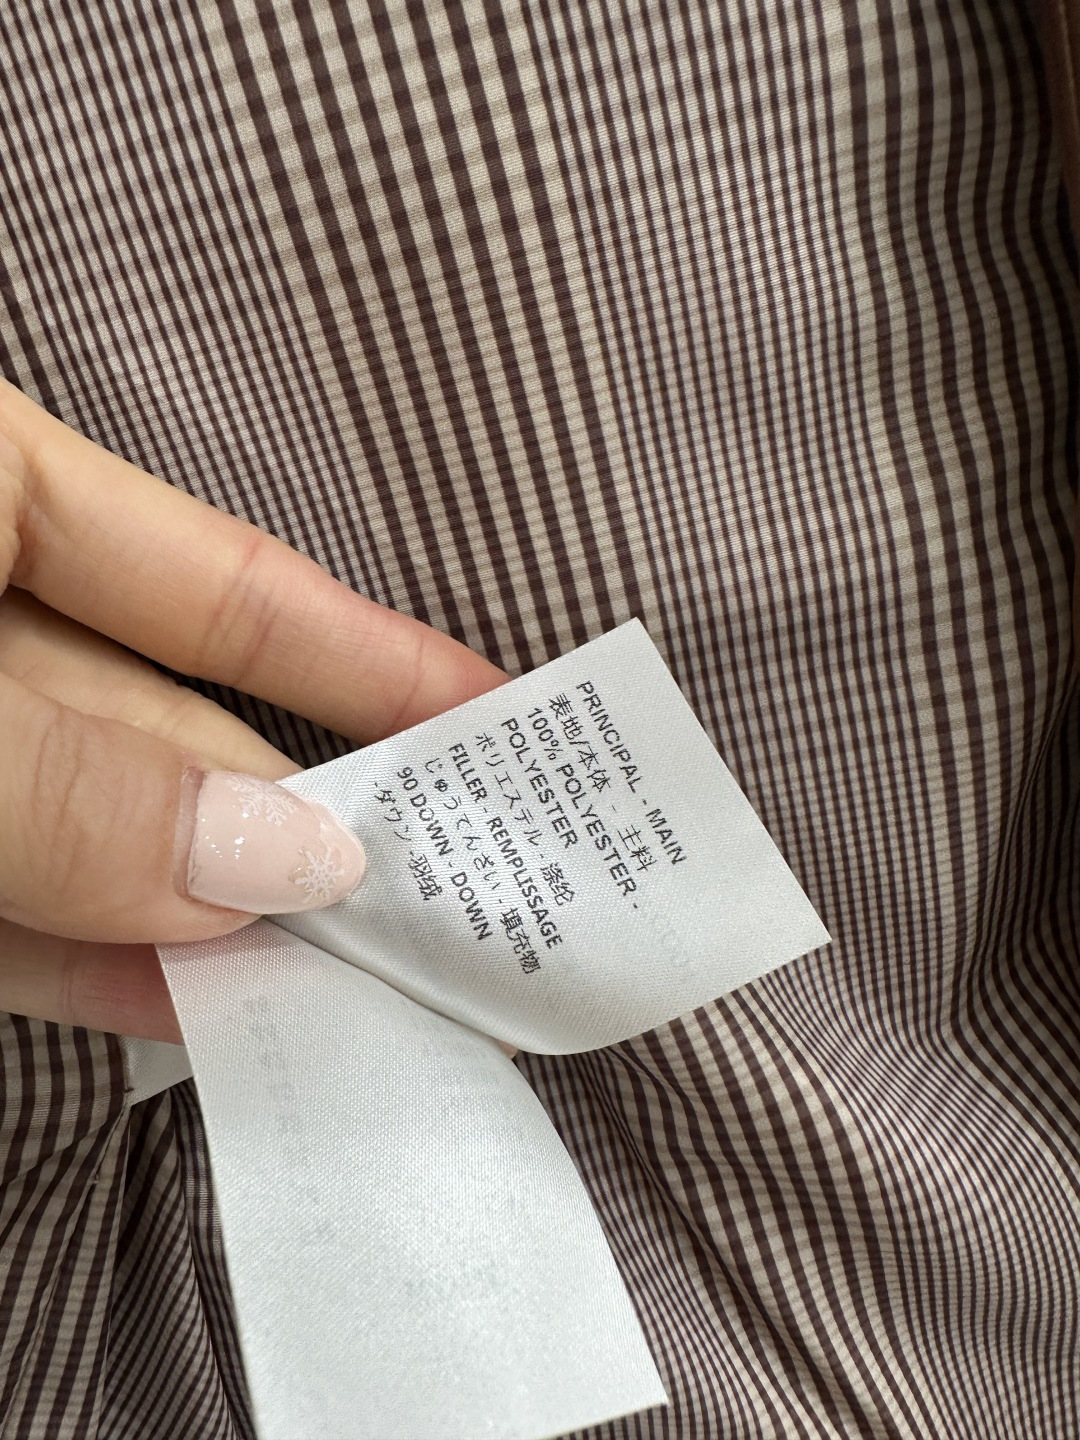 PRINCIPAL - MAIN
表地/本体 - 主料
100% POLYESTER -
POLYESTER
ポリエステル - 涤纶
FILLER - REMPLISSAGE
じゅうてんざい - 填充物
90 DOWN - DOWN
-ダウン - 羽绒